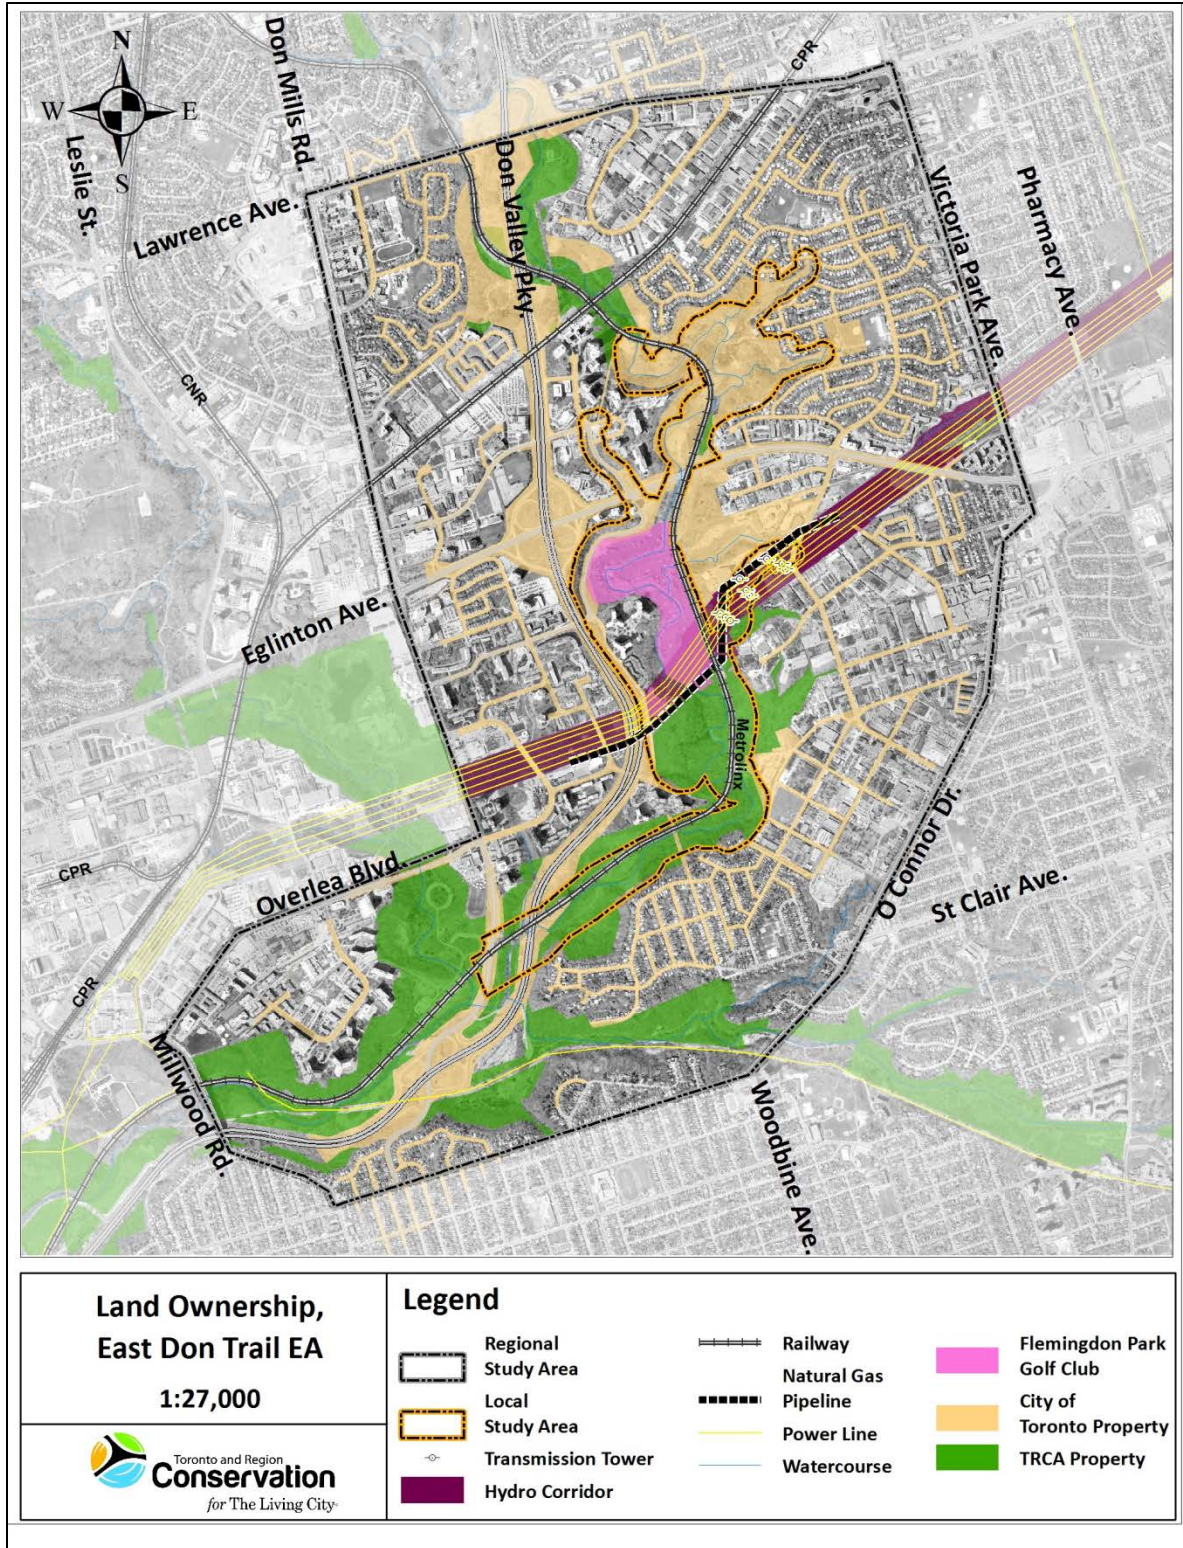 N
W
E
S
Don Mills Rd.
CPR
Leslie St.
Lawrence Ave.
Don Valley Pky.
Victoria Park Ave.
Pharmacy Ave.
CNR
Eglinton Ave.
Metrolinx
O Connor Dr.
St Clair Ave.
CPR
Overlea Blvd.
CPR
Millwood Rd.
Woodbine Ave.
Land Ownership,
East Don Trail EA
1:27,000
Toronto and Region
Conservation
for The Living City
Legend
Regional
Study Area
Local
Study Area
Transmission Tower
Hydro Corridor
Railway
Natural Gas
Pipeline
Power Line
Watercourse
Flemingdon Park
Golf Club
City of
Toronto Property
TRCA Property